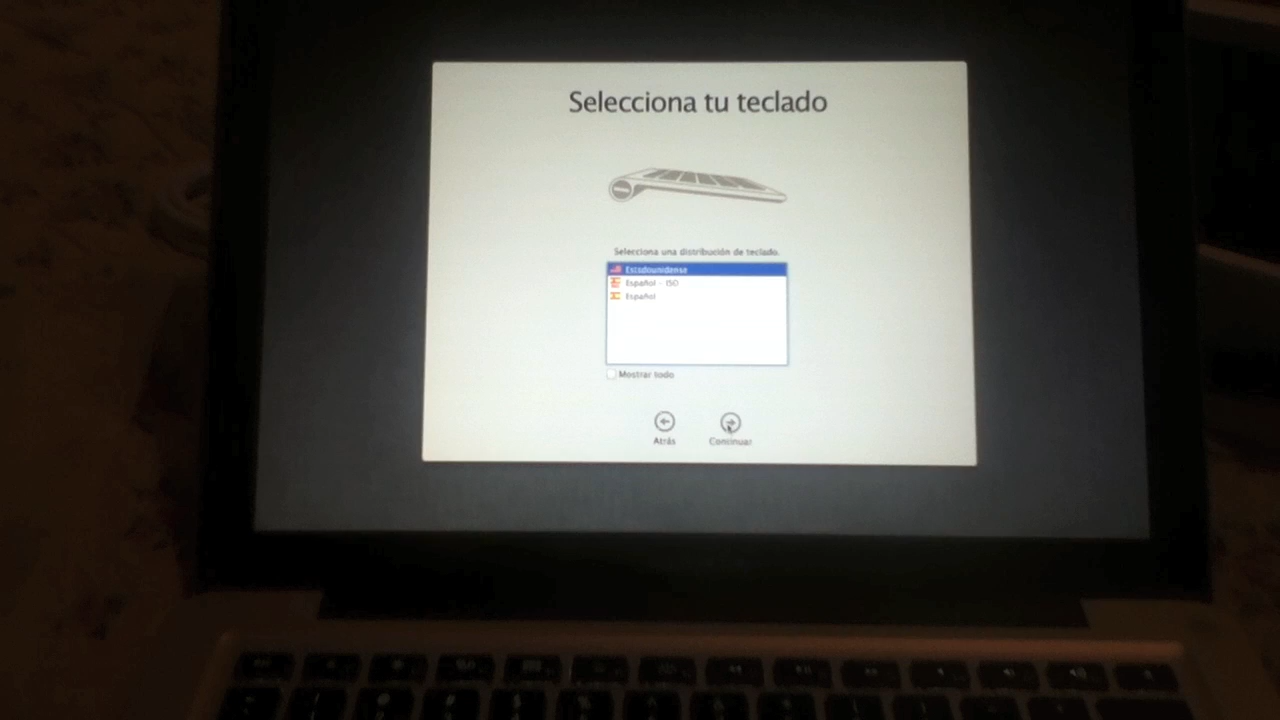 Selecciona tu teclado
Selecciona una distribución de teclado.
Estadounidense
Español - ISO
Español
Mostrar todo
Atrás
Continuar